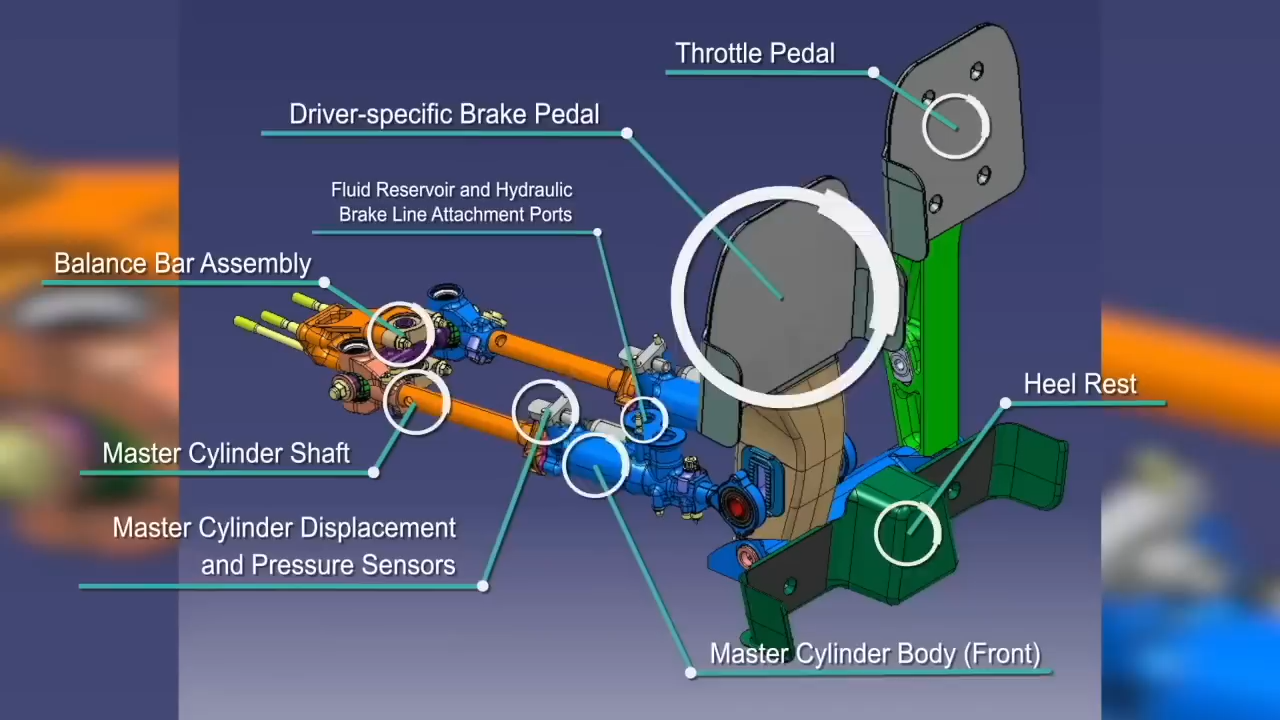 Throttle Pedal
Driver-specific Brake Pedal
Fluid Reservoir and Hydraulic
Brake Line Attachment Ports
Balance Bar Assembly
Heel Rest
Master Cylinder Shaft
Master Cylinder Displacement
and Pressure Sensors
Master Cylinder Body (Front)